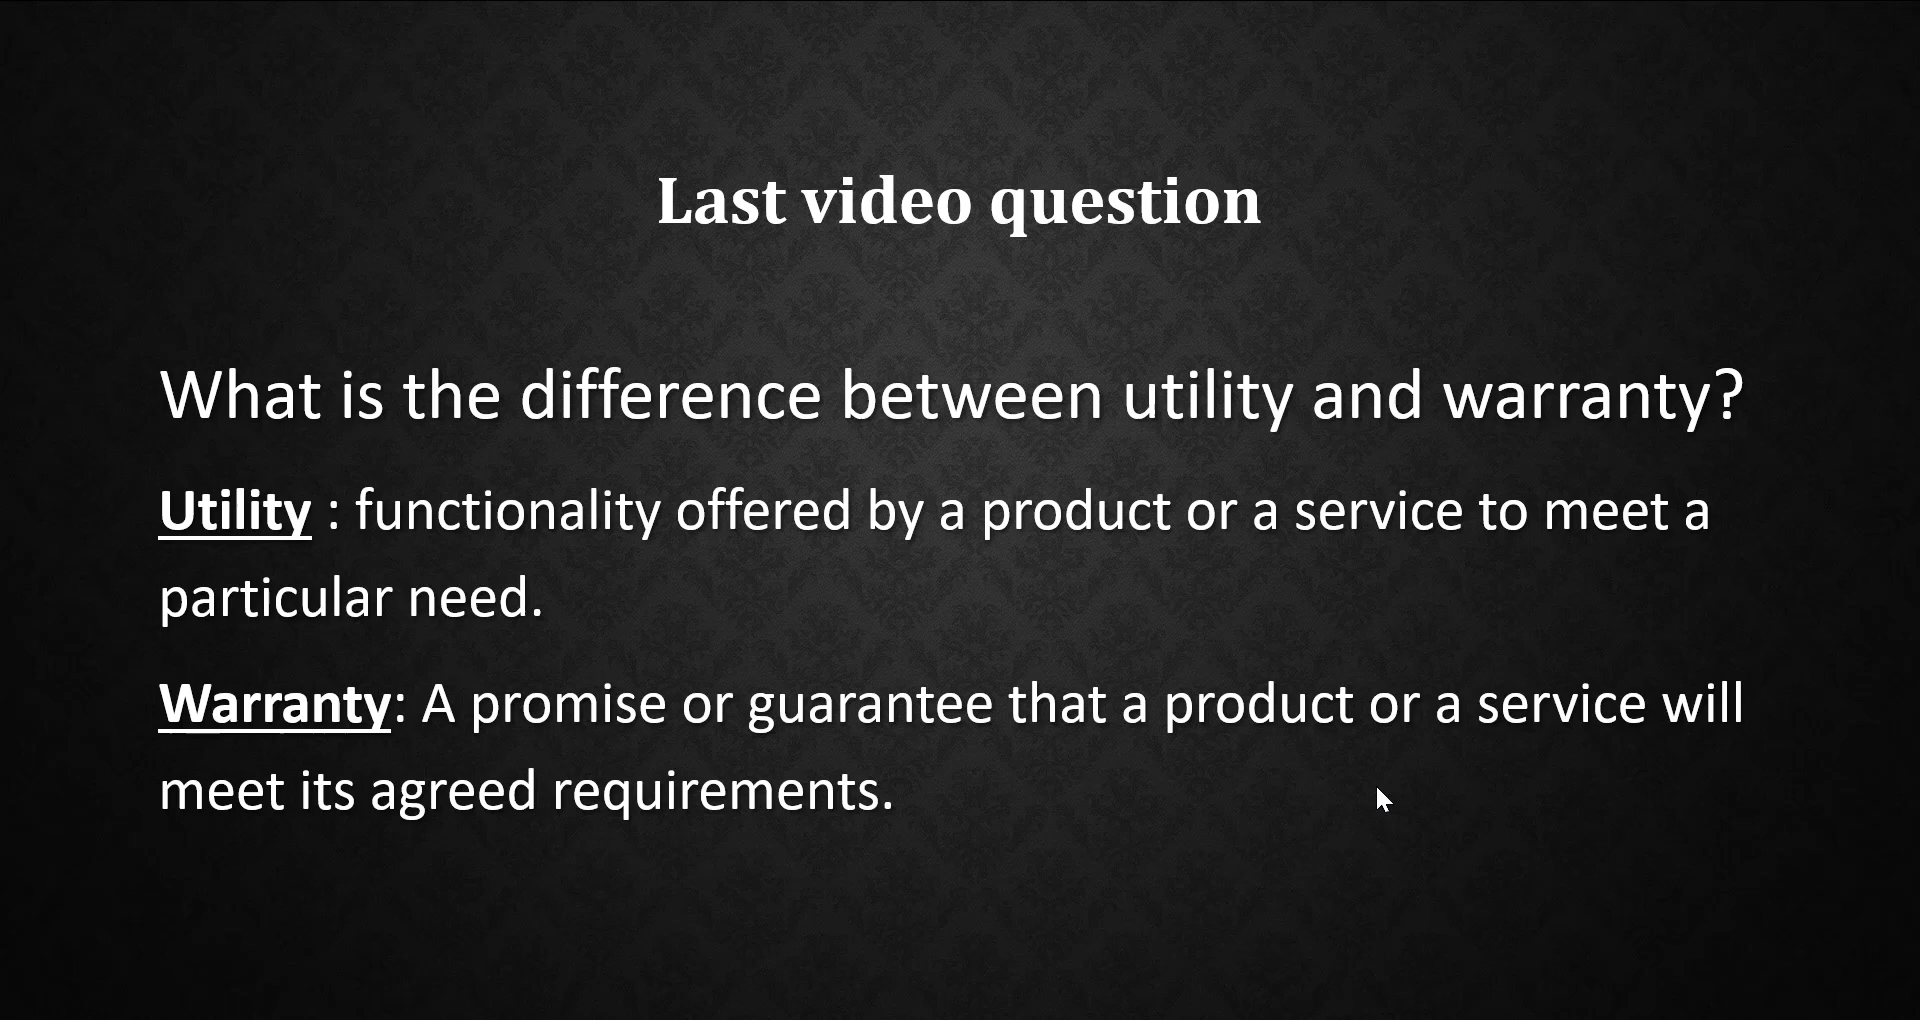 Last video question
What is the difference between utility and warranty?
Utility : functionality offered by a product or a service to meet a
particular need.
Warranty: A promise or guarantee that a product or a service will
meet its agreed requirements.